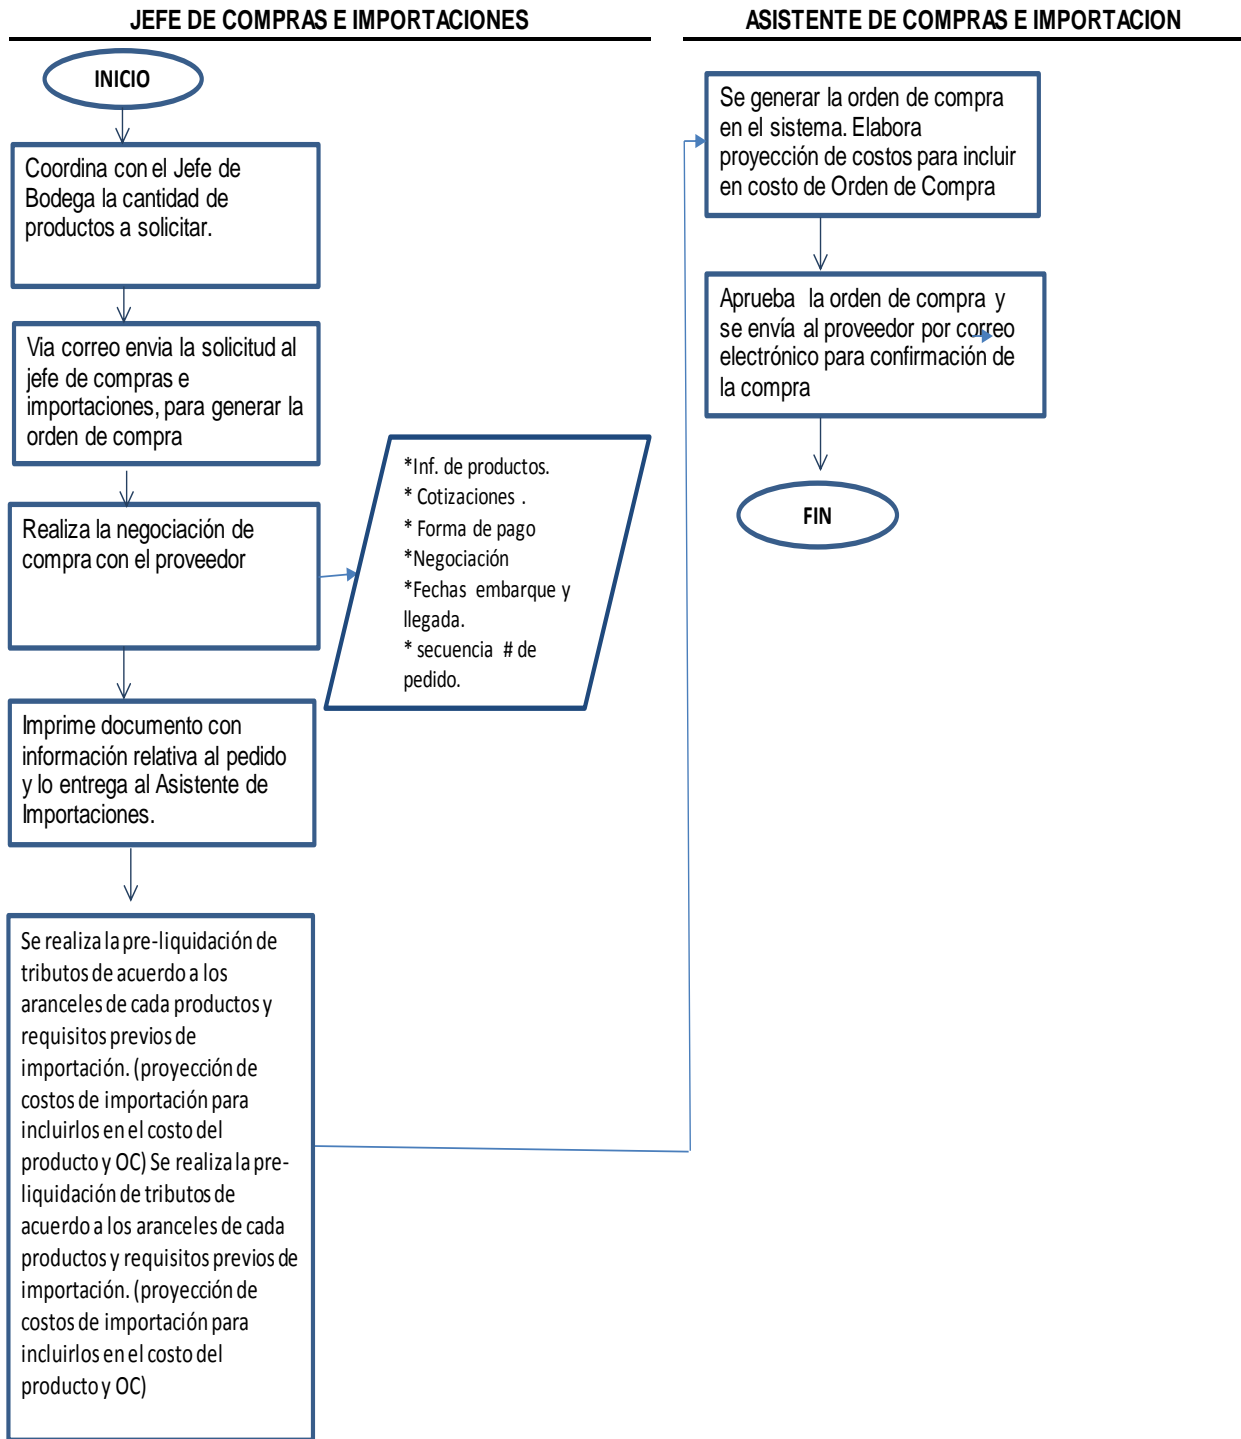 JEFE DE COMPRAS E IMPORTACIONES
INICIO
Coordina con el Jefe de
Bodega la cantidad de
productos a solicitar.
Via correo envia la solicitud al
jefe de compras e
importaciones, para generar la
orden de compra
Realiza la negociación de
compra con el proveedor
*Inf. de productos.
* Cotizaciones .
* Forma de pago
*Negociación
*Fechas embarque y
llegada.
* secuencia # de
pedido.
Imprime documento con
información relativa al pedido
y lo entrega al Asistente de
Importaciones.
Se realiza la pre-liquidación de
tributos de acuerdo a los
aranceles de cada productos y
requisitos previos de
importación. (proyección de
costos de importación para
incluirlos en el costo del
producto y OC) Se realiza la pre-
liquidación de tributos de
acuerdo a los aranceles de cada
productos y requisitos previos de
importación. (proyección de
costos de importación para
incluirlos en el costo del
producto y OC)
ASISTENTE DE COMPRAS E IMPORTACION
Se generar la orden de compra
en el sistema. Elabora
proyección de costos para incluir
en costo de Orden de Compra
Aprueba la orden de compra y
se envía al proveedor por correo
electrónico para confirmación de
la compra
FIN